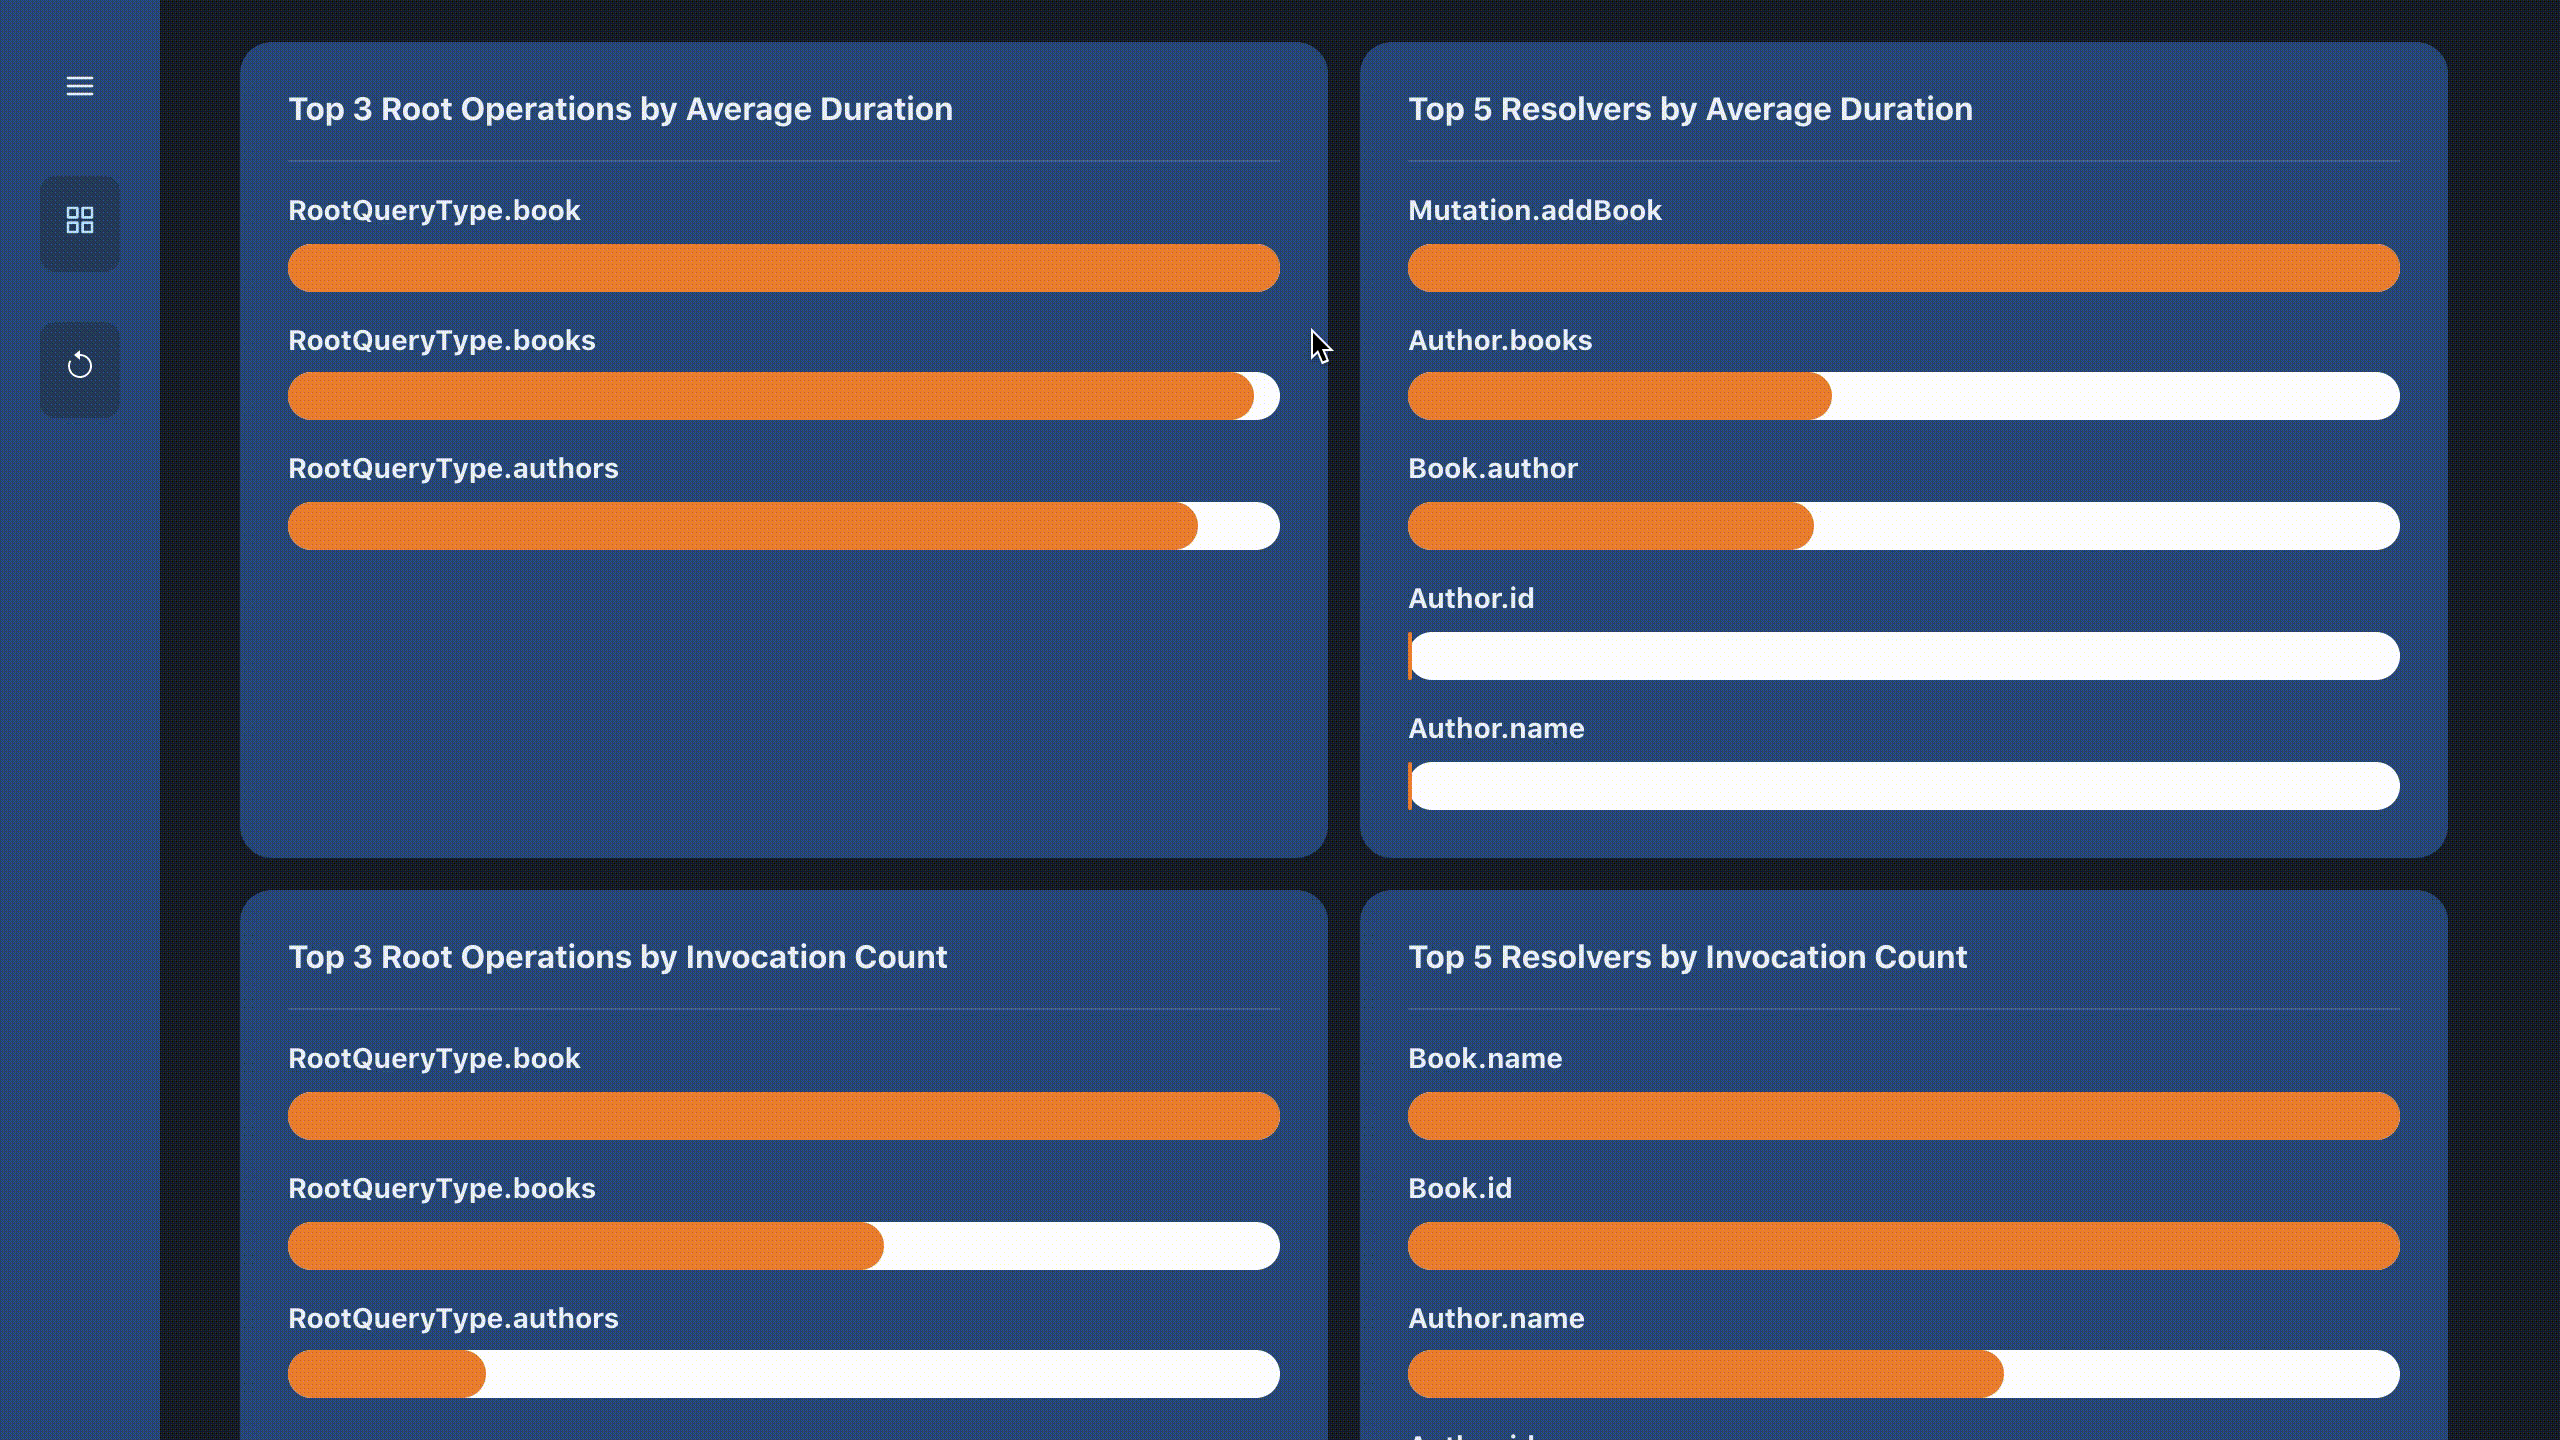 Top 3 Root Operations by Average Duration
RootQueryType.book
RootQueryType.books
RootQueryType.authors
Top 5 Resolvers by Average Duration
Mutation.addBook
Author.books
Book.author
Author.id
Author.name
Top 3 Root Operations by Invocation Count
RootQueryType.book
RootQueryType.books
RootQueryType.authors
Top 5 Resolvers by Invocation Count
Book.name
Book.id
Author.name